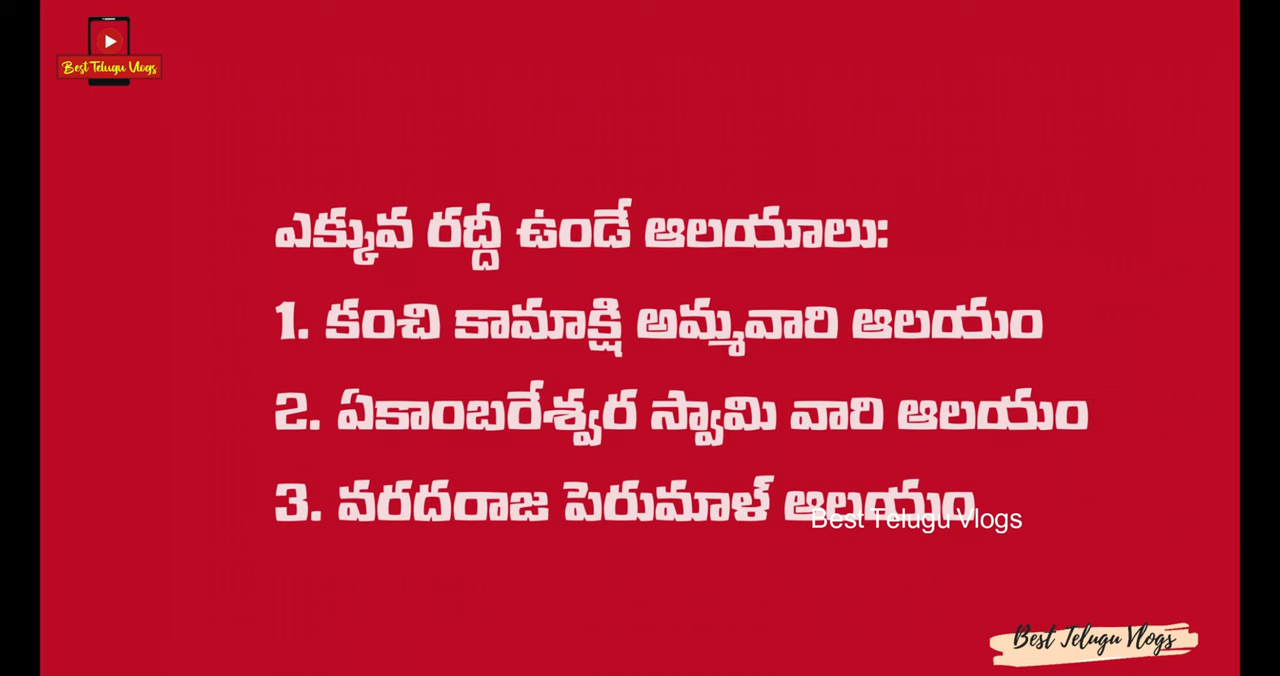 Best Telugu Vlogs
ఎక్కువ రద్దీ ఉండే ఆలయాలు:
1. కంచి కామాక్షి అమ్మవారి ఆలయం
2. ఏకాంబరేశ్వర స్వామి వారి ఆలయం
3. వరదరాజ పెరుమాళ్ ఆలయం
Best Telugu Vlogs
Best Telugu Vlogs